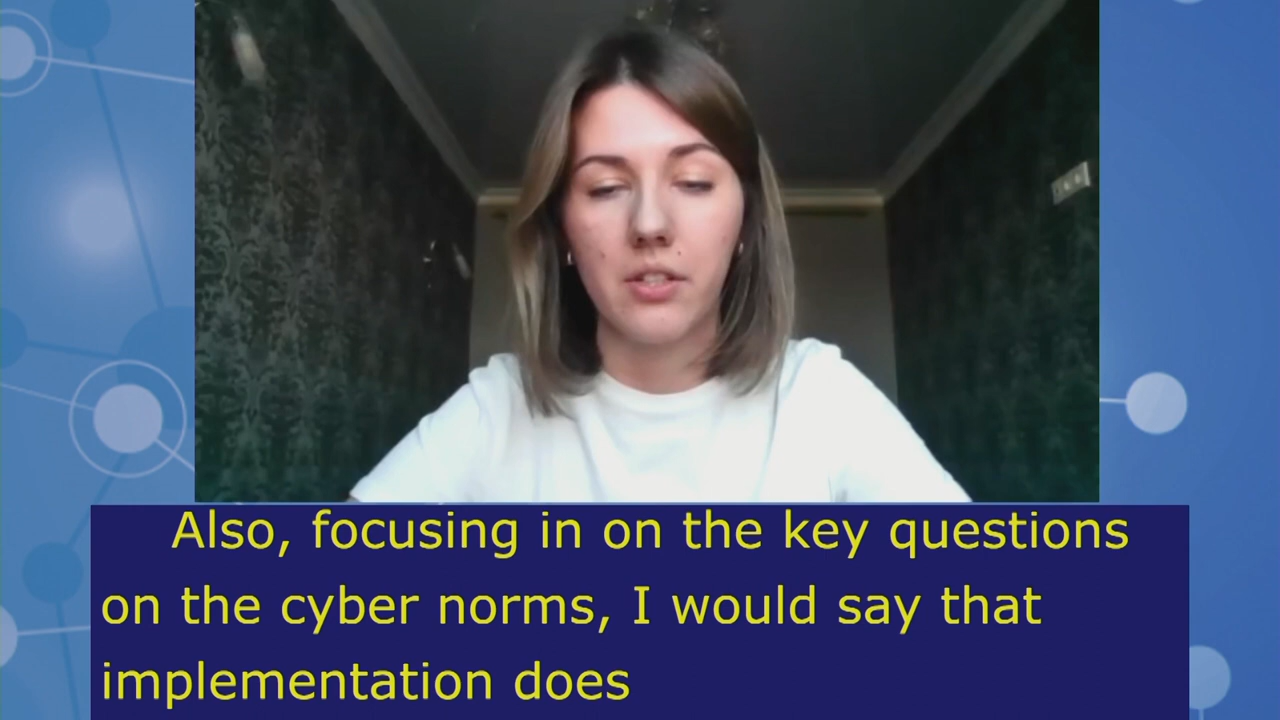 Also, focusing in on the key questions
on the cyber norms, I would say that
implementation does